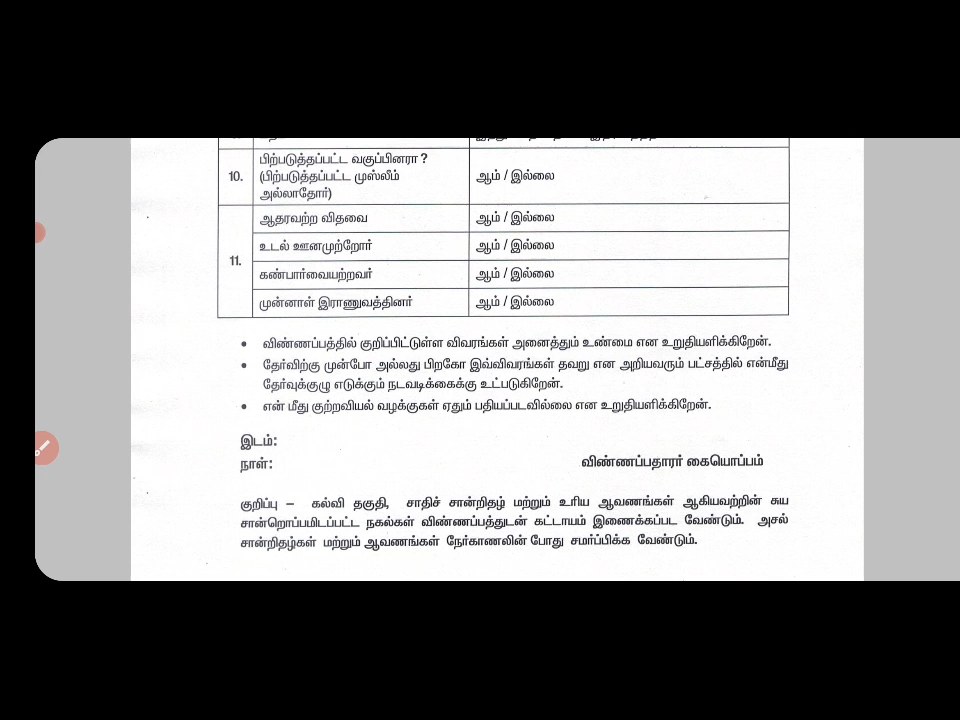 10. பிற்படுத்தப்பட்ட வகுப்பினரா ?
(பிற்படுத்தப்பட்ட முஸ்லீம்
அல்லாதோர்)
ஆம் / இல்லை
11.
ஆதரவற்ற விதவை ஆம் / இல்லை
உடல் ஊனமுற்றோர் ஆம் / இல்லை
கண்பார்வையற்றவர் ஆம் / இல்லை
முன்னாள் இராணுவத்தினர் ஆம் / இல்லை
• விண்ணப்பத்தில் குறிப்பிட்டுள்ள விவரங்கள் அனைத்தும் உண்மை என உறுதியளிக்கிறேன்.
• தேர்விற்கு முன்போ அல்லது பிறகோ இவ்விவரங்கள் தவறு என அறியவரும் பட்சத்தில் என்மீது
தேர்வுக்குழு எடுக்கும் நடவடிக்கைக்கு உட்படுகிறேன்.
• என் மீது குற்றவியல் வழக்குகள் ஏதும் பதியப்படவில்லை என உறுதியளிக்கிறேன்.
இடம்:
நாள்: விண்ணப்பதாரர் கையொப்பம்
குறிப்பு – கல்வி தகுதி, சாதிச் சான்றிதழ் மற்றும் உரிய ஆவணங்கள் ஆகியவற்றின் சுய
சான்றொப்பமிடப்பட்ட நகல்கள் விண்ணப்பத்துடன் கட்டாயம் இணைக்கப்பட வேண்டும். அசல்
சான்றிதழ்கள் மற்றும் ஆவணங்கள் நேர்காணலின் போது சமர்ப்பிக்க வேண்டும்.